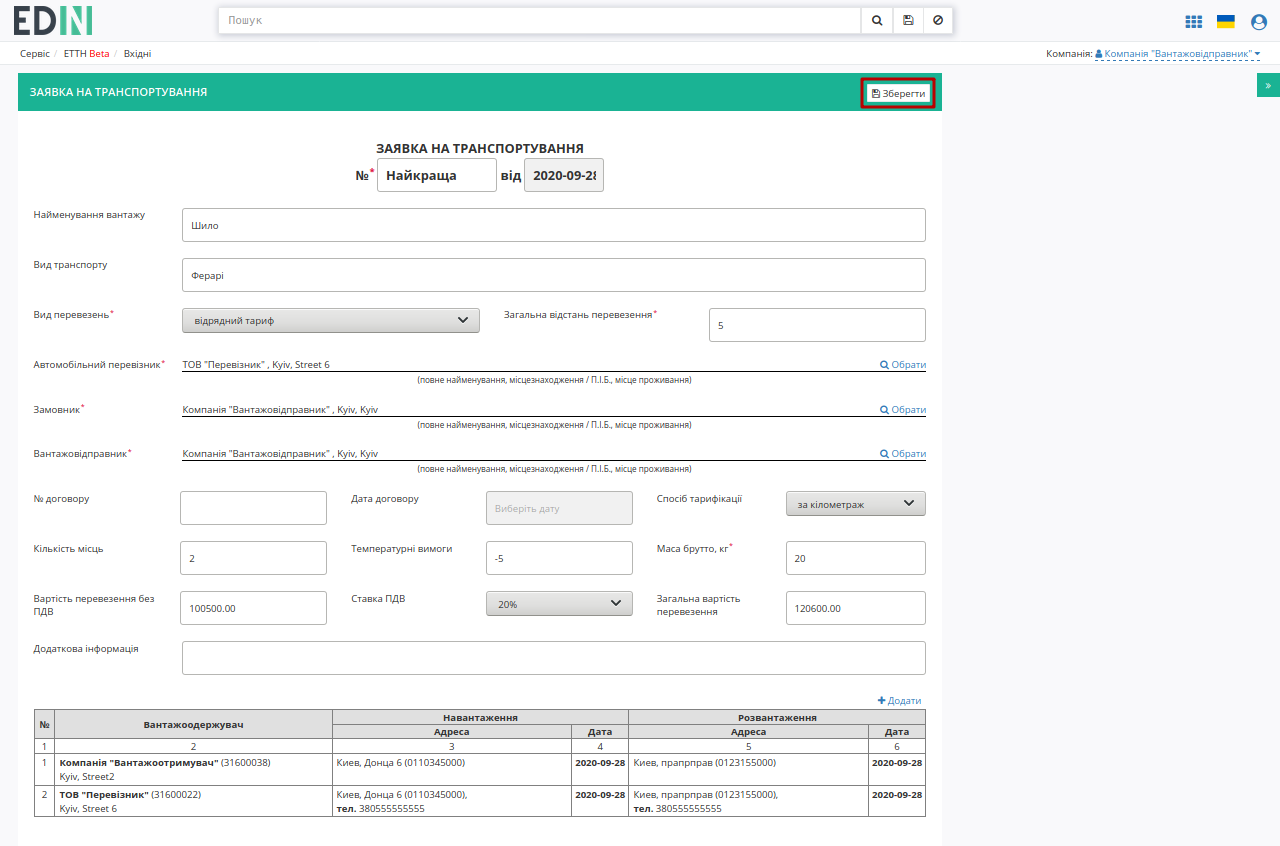 EDIN
Пошук
Сервіс / ЕТТН Beta / Вхідні
Компанія: Компанія "Вантажовідправник"
ЗАЯВКА НА ТРАНСПОРТУВАННЯ
Зберегти
»
ЗАЯВКА НА ТРАНСПОРТУВАННЯ
№* Найкраща від 2020-09-28
Найменування вантажу Шило
Вид транспорту Ферарі
Вид перевезень* відрядний тариф Загальна відстань перевезення* 5
Автомобільний перевізник* ТОВ "Перевізник" , Kyiv, Street 6 Обрати
(повне найменування, місцезнаходження / П.І.Б., місце проживання)
Замовник* Компанія "Вантажовідправник" , Kyiv, Kyiv Обрати
(повне найменування, місцезнаходження / П.І.Б., місце проживання)
Вантажовідправник* Компанія "Вантажовідправник" , Kyiv, Kyiv Обрати
(повне найменування, місцезнаходження / П.І.Б., місце проживання)
№ договору Дата договору Виберіть дату Спосіб тарифікації за кілометраж
Кількість місць 2 Температурні вимоги -5 Маса брутто, кг* 20
Вартість перевезення без ПДВ 100500.00 Ставка ПДВ 20% Загальна вартість перевезення 120600.00
Додаткова інформація
Додати
№ Вантажоодержувач Навантаження Розвантаження
Адреса Дата Адреса Дата
1 2 3 4 5 6
1 Компанія "Вантажоотримувач" (31600038) Киев, Донца 6 (0110345000) 2020-09-28 Киев, прапрправ (0123155000) 2020-09-28
Kyiv, Street2
2 ТОВ "Перевізник" (31600022) Киев, Донца 6 (0110345000), 2020-09-28 Киев, прапрправ (0123155000), 2020-09-28
Kyiv, Street 6 тел. 380555555555 тел. 380555555555